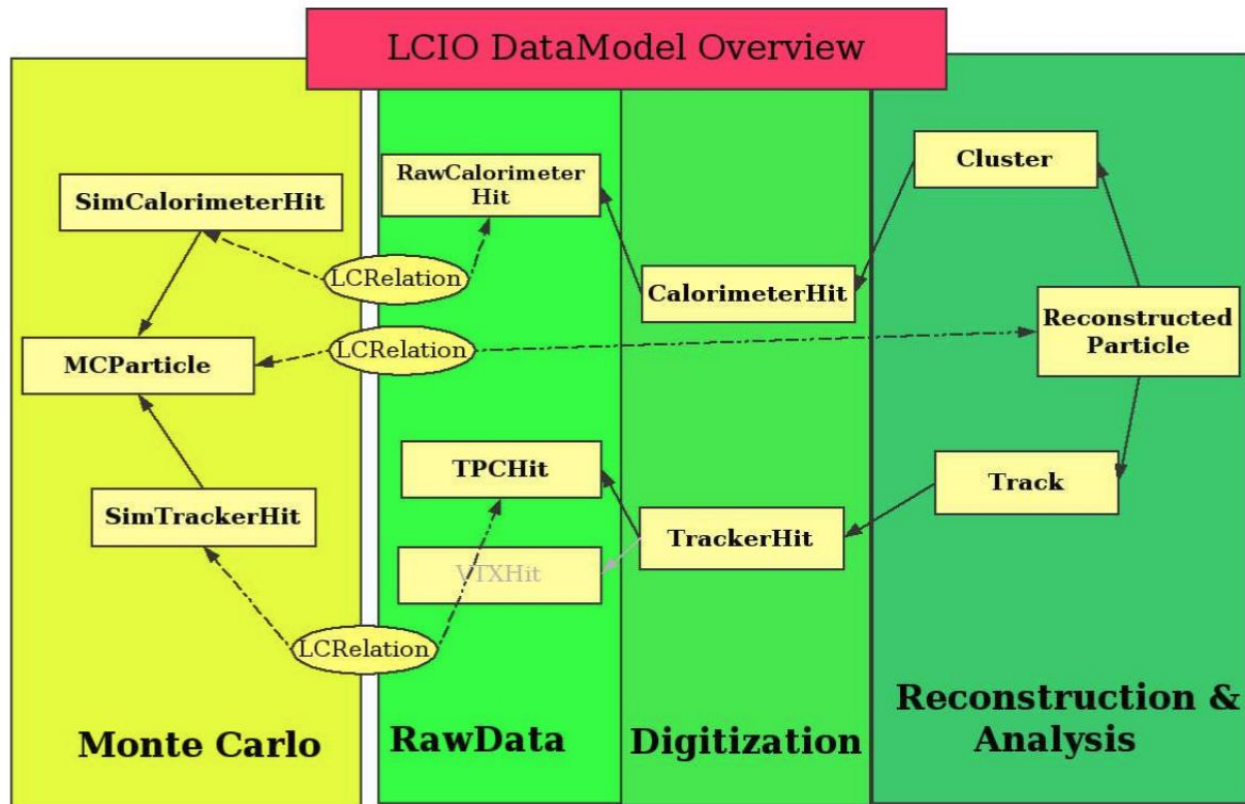 LCIO DataModel Overview
SimCalorimeterHit
RawCalorimeter
Hit
Cluster
LCRelation
CalorimeterHit
MCParticle
LCRelation
Reconstructed
Particle
SimTrackerHit
TPCHit
Track
VTXHit
TrackerHit
LCRelation
Monte Carlo
RawData
Digitization
Reconstruction &
Analysis